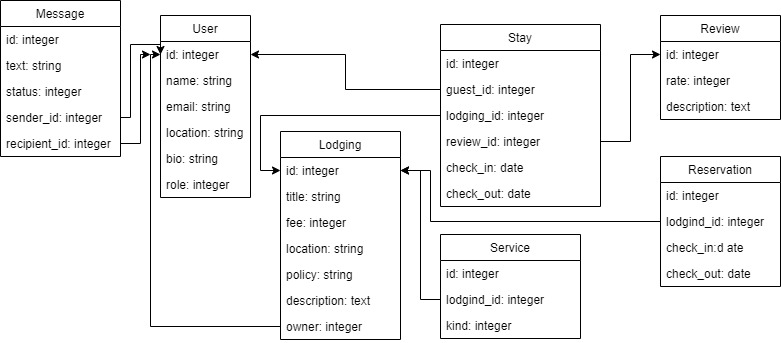 Message
id: integer
text: string
status: integer
sender_id: integer
recipient_id: integer
User
id: integer
name: string
email: string
location: string
bio: string
role: integer
Lodging
id: integer
title: string
fee: integer
location: string
policy: string
description: text
owner: integer
Stay
id: integer
guest_id: integer
lodging_id: integer
review_id: integer
check_in: date
check_out: date
Service
id: integer
lodgind_id: integer
kind: integer
Review
id: integer
rate: integer
description: text
Reservation
id: integer
lodgind_id: integer
check_in:d ate
check_out: date